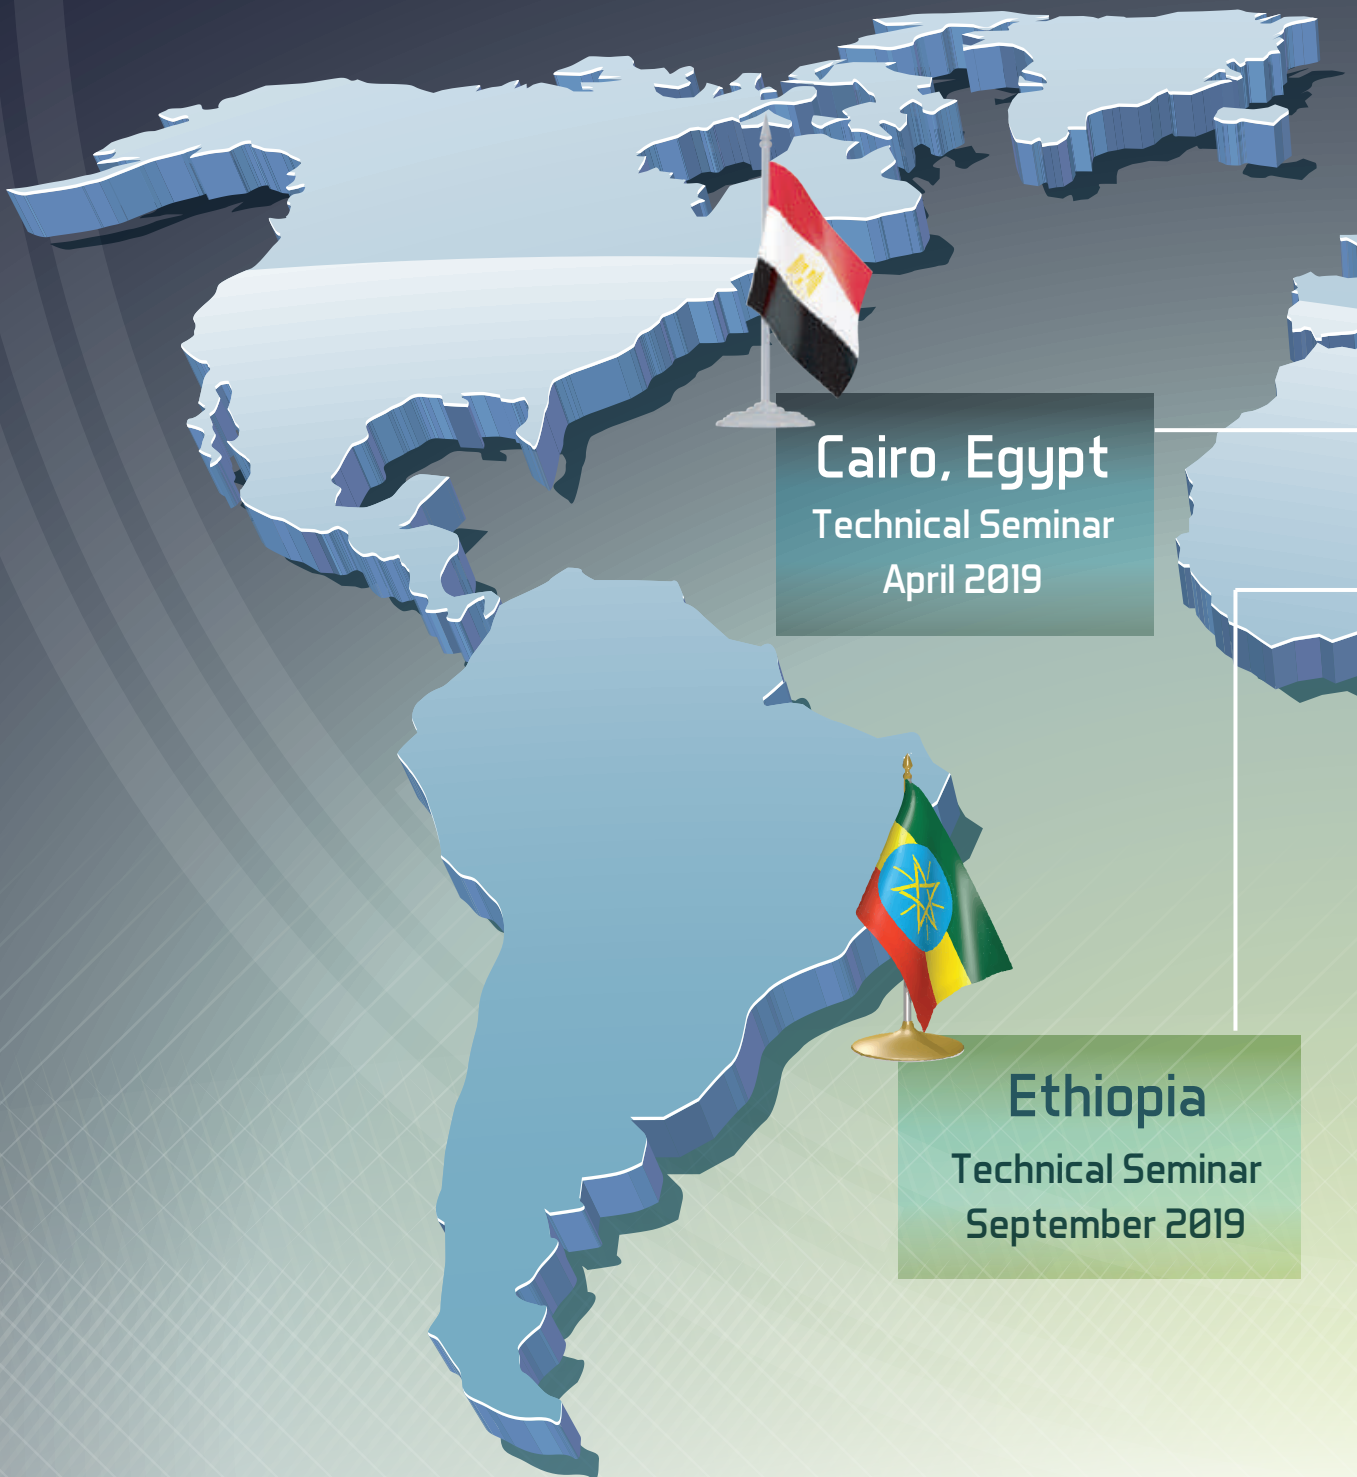 Cairo, Egypt
Technical Seminar
April 2019
Ethiopia
Technical Seminar
September 2019